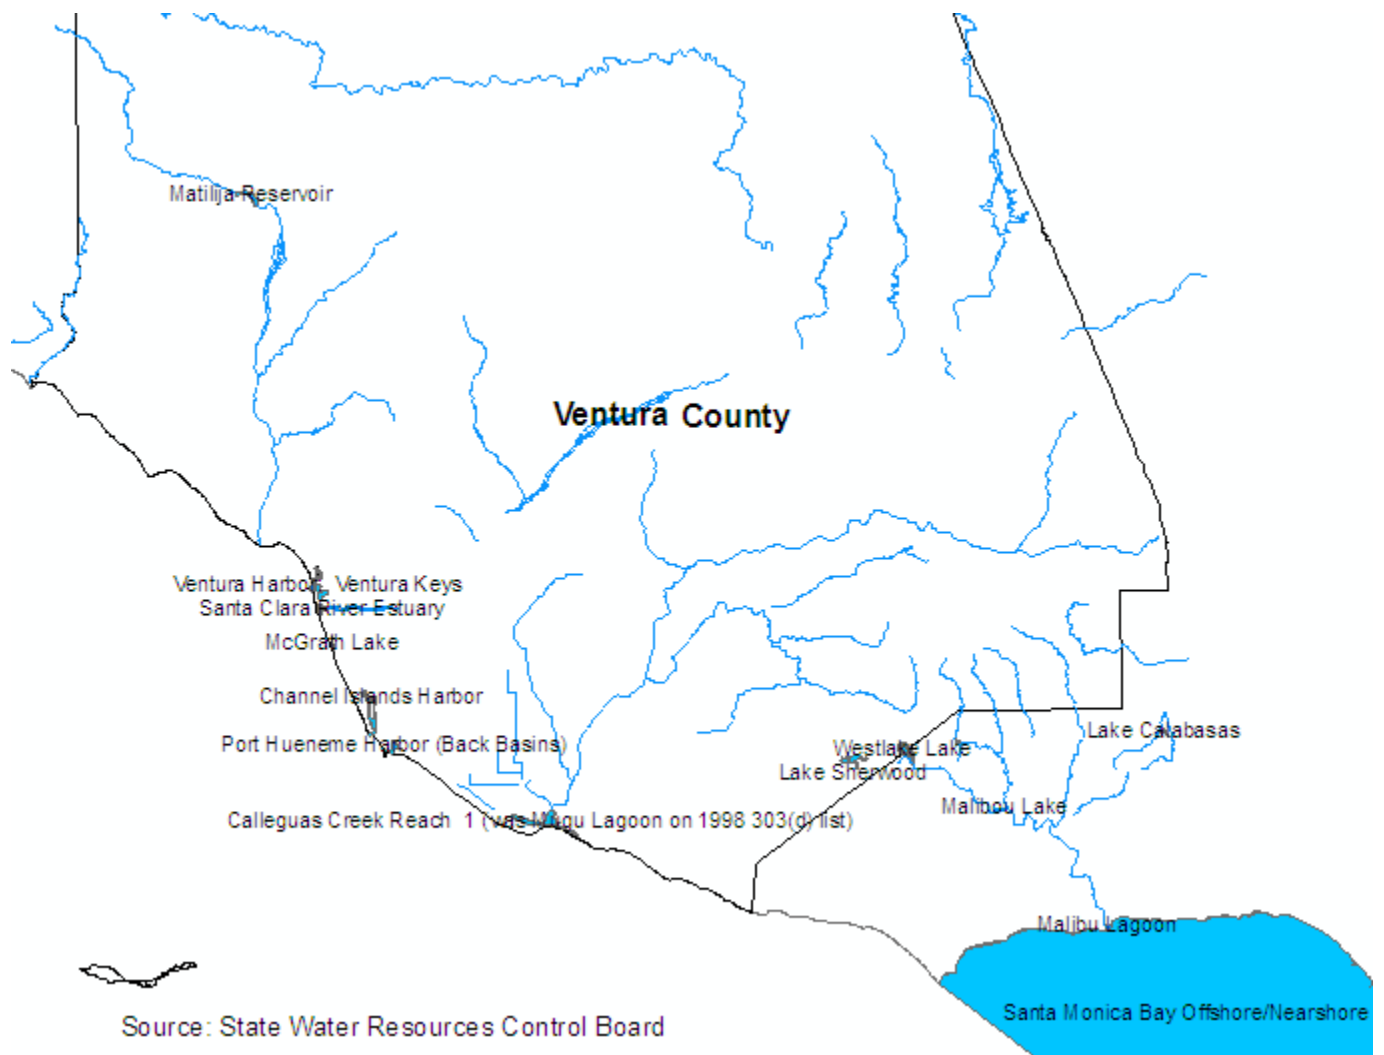 Matilija Reservoir
Ventura County
Ventura Harbor
Ventura Keys
Santa Clara River Estuary
McGrath Lake
Channel Islands Harbor
Port Hueneme Harbor (Back Basins)
Lake Calabasas
Westlake Lake
Lake Sherwood
Malibou Lake
Calleguas Creek Reach 1 (was Mugu Lagoon on 1998 303(d) list)
Malibu Lagoon
Santa Monica Bay Offshore/Nearshore
Source: State Water Resources Control Board